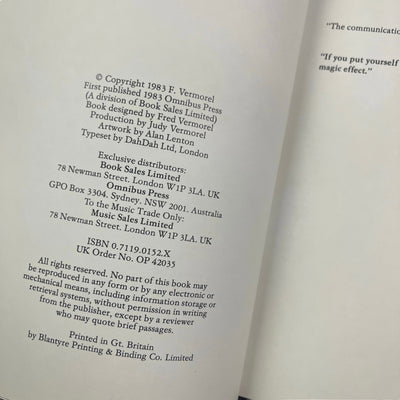 © Copyright 1983 F. Vermorel
First published 1983 Omnibus Press
(A division of Book Sales Limited)
Book designed by Fred Vermorel
Production by Judy Vermorel
Artwork by Alan Lenton
Typeset by DahDah Ltd, London
Exclusive distributors:
Book Sales Limited
78 Newman Street. London W1P 3LA. UK
Omnibus Press
GPO Box 3304. Sydney. NSW 2001. Australia
To the Music Trade Only:
Music Sales Limited
78 Newman Street. London W1P 3LA. UK
ISBN 0.7119.0152.X
UK Order No. OP 42035
All rights reserved. No part of this book may
be reproduced in any form or by any electronic or
mechanical means, including information storage or
retrieval systems, without permission in writing
from the publisher, except by a reviewer
who may quote brief passages.
Printed in Gt. Britain
by Blantyre Printing & Binding Co. Limited
"The communicatio
"If you put yourself
magic effect."